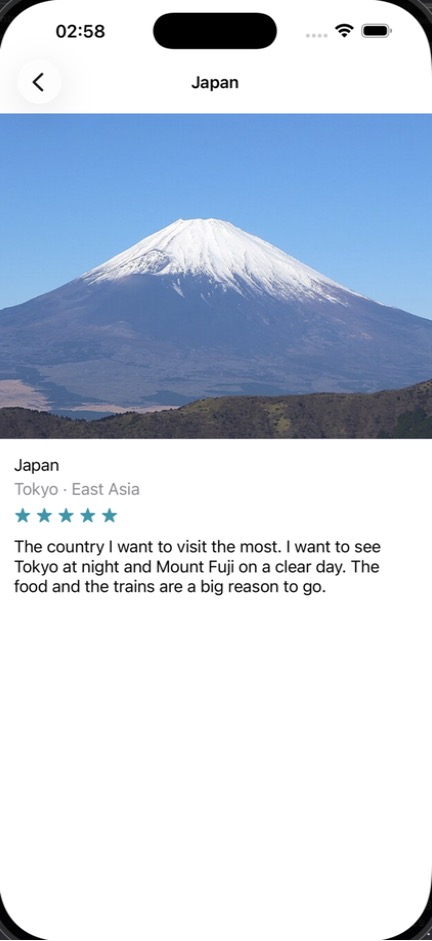 02:58
Japan
Japan
Tokyo · East Asia
The country I want to visit the most. I want to see
Tokyo at night and Mount Fuji on a clear day. The
food and the trains are a big reason to go.